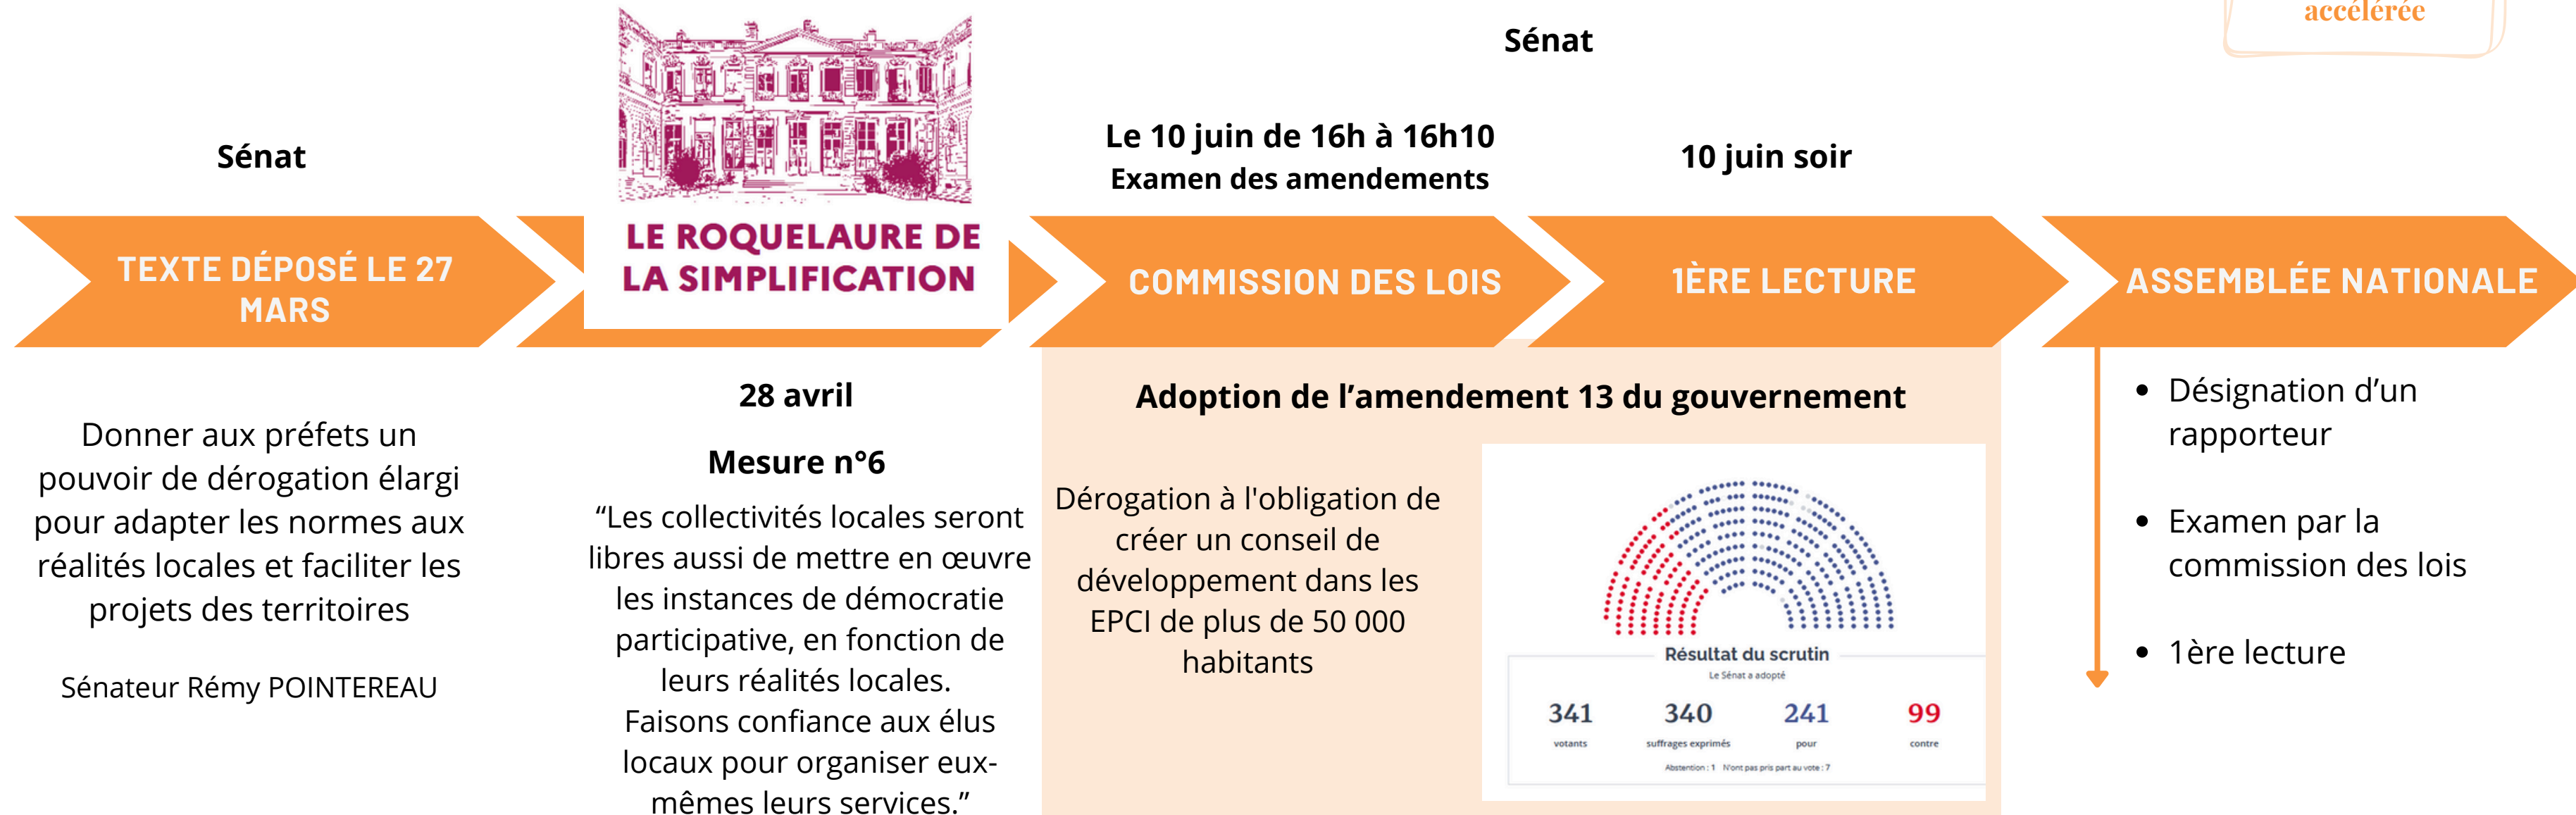 accélérée
Sénat
Sénat
LE ROQUELAURE DE
LA SIMPLIFICATION
Le 10 juin de 16h à 16h10
Examen des amendements
10 juin soir
TEXTE DÉPOSÉ LE 27
MARS
COMMISSION DES LOIS
1ÈRE LECTURE
ASSEMBLÉE NATIONALE
Donner aux préfets un
pouvoir de dérogation élargi
pour adapter les normes aux
réalités locales et faciliter les
projets des territoires
Sénateur Rémy POINTEREAU
28 avril
Mesure n°6
“Les collectivités locales seront
libres aussi de mettre en œuvre
les instances de démocratie
participative, en fonction de
leurs réalités locales.
Faisons confiance aux élus
locaux pour organiser eux-
mêmes leurs services.”
Adoption de l’amendement 13 du gouvernement
Dérogation à l'obligation de
créer un conseil de
développement dans les
EPCI de plus de 50 000
habitants
Résultat du scrutin
Le Sénat a adopté
341 340 241 99
votants suffrages exprimés pour contre
Abstention : 1 N'ont pas pris part au vote : 7
• Désignation d’un
rapporteur
• Examen par la
commission des lois
• 1ère lecture